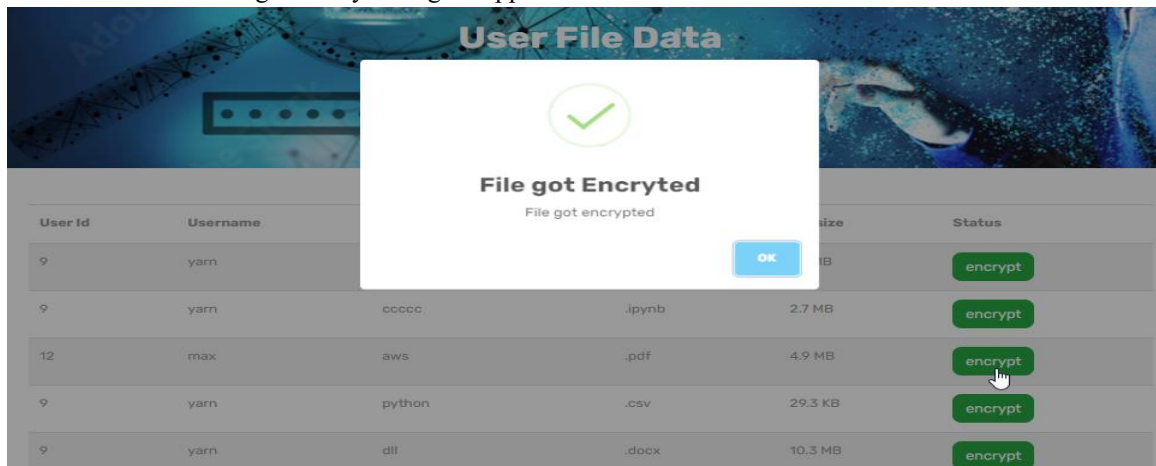 User File Data
File got Encryted
File got encrypted
OK
User Id Username size Status
9 yarn encrypt
9 yarn ccccc .ipynb 2.7 MB encrypt
12 max aws .pdf 4.9 MB encrypt
9 yarn python .csv 29.3 KB encrypt
9 yarn dll .docx 10.3 MB encrypt